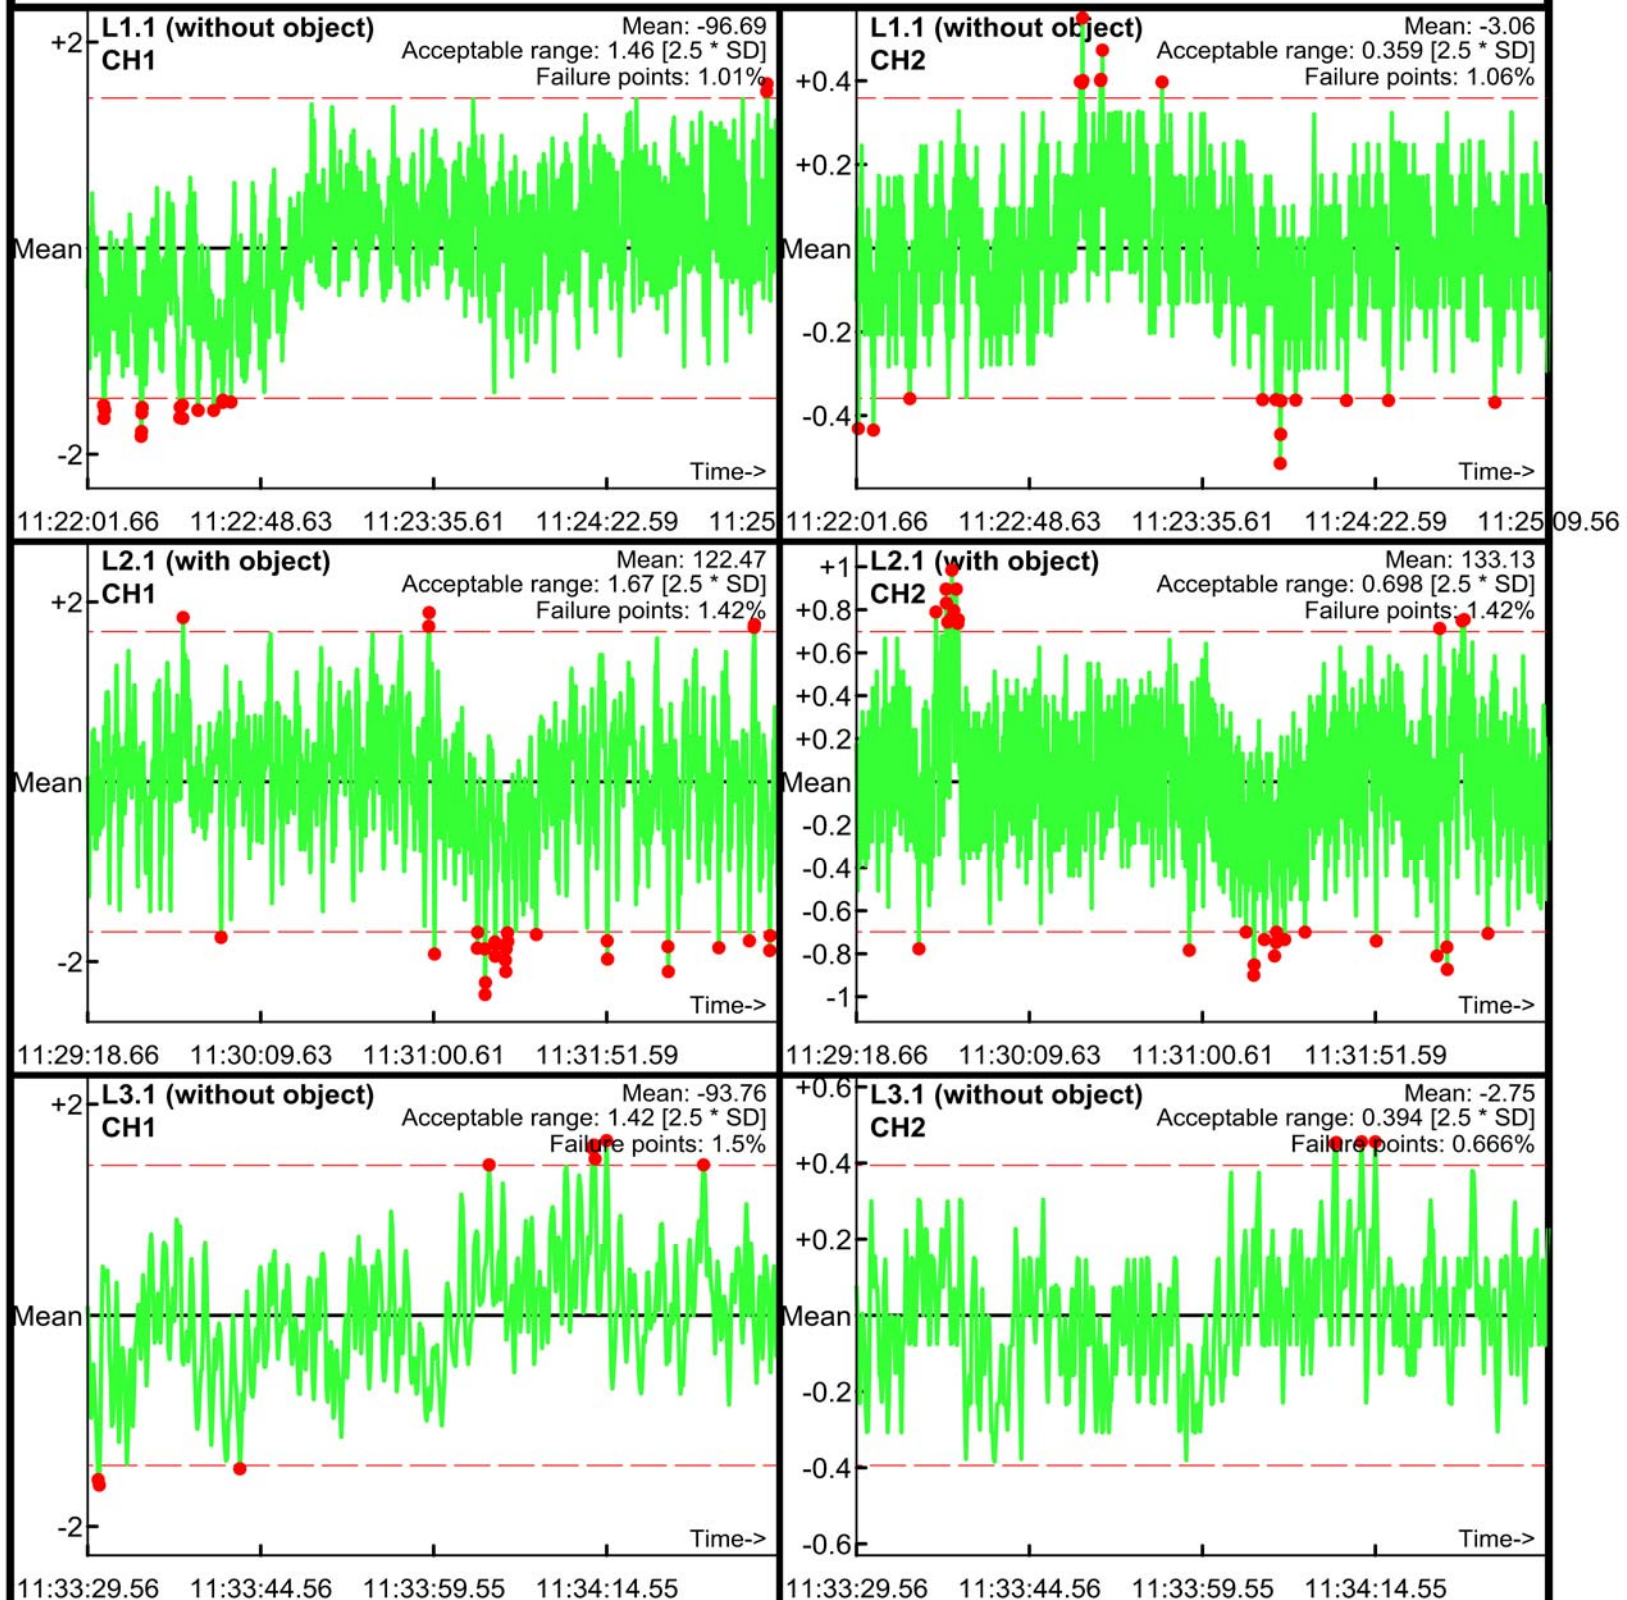 L1.1 (without object)
CH1
Mean: -96.69
Acceptable range: 1.46 [2.5 * SD]
Failure points: 1.01%
+2
Mean
-2
Time->
11:22:01.66 11:22:48.63 11:23:35.61 11:24:22.59 11:25
L1.1 (without object)
CH2
Mean: -3.06
Acceptable range: 0.359 [2.5 * SD]
Failure points: 1.06%
+0.4
+0.2
Mean
-0.2
-0.4
Time->
11:22:01.66 11:22:48.63 11:23:35.61 11:24:22.59 11:25:09.56
L2.1 (with object)
CH1
Mean: 122.47
Acceptable range: 1.67 [2.5 * SD]
Failure points: 1.42%
+2
Mean
-2
Time->
11:29:18.66 11:30:09.63 11:31:00.61 11:31:51.59
L2.1 (with object)
CH2
Mean: 133.13
Acceptable range: 0.698 [2.5 * SD]
Failure points: 1.42%
+1
+0.8
+0.6
+0.4
+0.2
Mean
-0.2
-0.4
-0.6
-0.8
-1
Time->
11:29:18.66 11:30:09.63 11:31:00.61 11:31:51.59
L3.1 (without object)
CH1
Mean: -93.76
Acceptable range: 1.42 [2.5 * SD]
Failure points: 1.5%
+2
Mean
-2
Time->
11:33:29.56 11:33:44.56 11:33:59.55 11:34:14.55
L3.1 (without object)
CH2
Mean: -2.75
Acceptable range: 0.394 [2.5 * SD]
Failure points: 0.666%
+0.6
+0.4
+0.2
Mean
-0.2
-0.4
-0.6
Time->
11:33:29.56 11:33:44.56 11:33:59.55 11:34:14.55